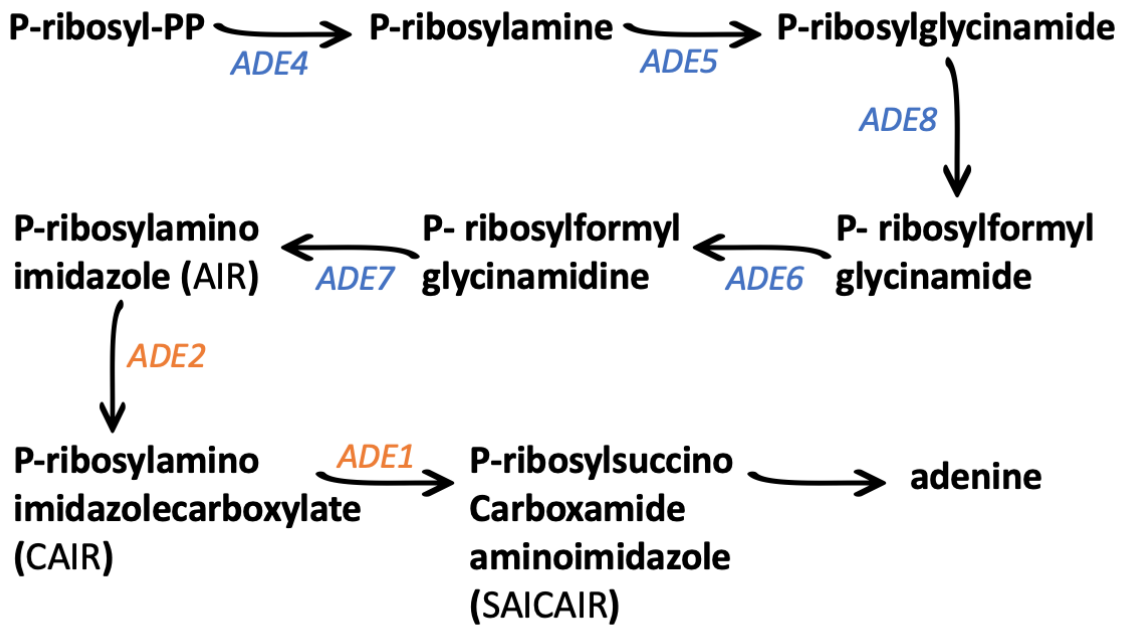 P-ribosyl-PP
ADE4
P-ribosylamine
ADE5
P-ribosylglycinamide
ADE8
P- ribosylformyl
glycinamide
ADE6
P- ribosylformyl
glycinamidine
ADE7
P-ribosylamino
imidazole (AIR)
ADE2
P-ribosylamino
imidazolecarboxylate
(CAIR)
ADE1
P-ribosylsuccino
Carboxamide
aminoimidazole
(SAICAIR)
adenine